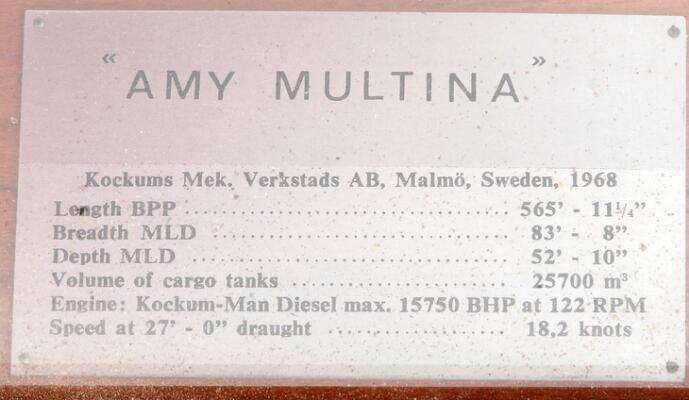 « AMY MULTINA »
Kockums Mek. Verkstads AB, Malmö, Sweden, 1968
Length BPP ........................................ 565’ - 11¼”
Breadth MLD ..................................... 83’ - 8”
Depth MLD ....................................... 52’ - 10”
Volume of cargo tanks ........................... 25700 m³
Engine: Kockum-Man Diesel max. 15750 BHP at 122 RPM
Speed at 27’ - 0” draught ...................... 18,2 knots